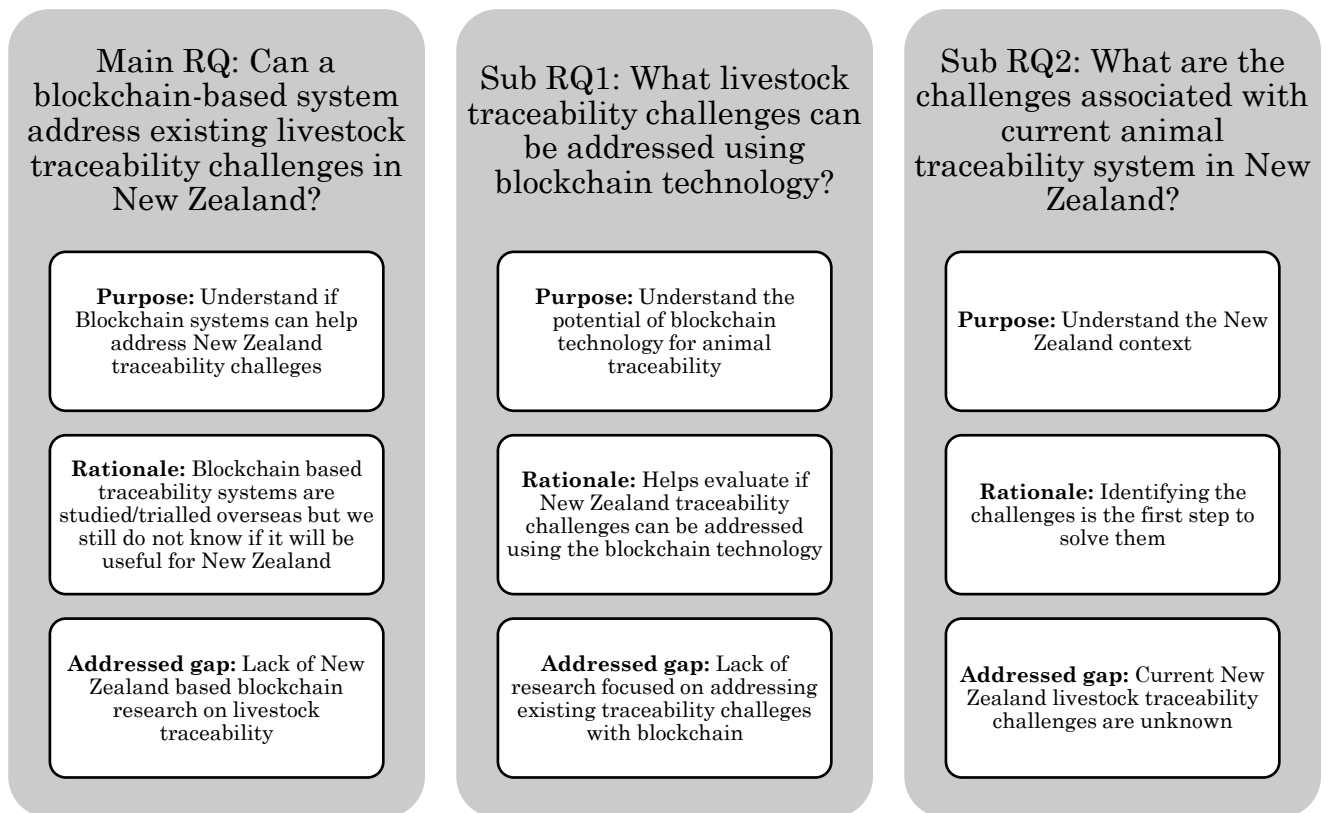 Main RQ: Can a
blockchain-based system
address existing livestock
traceability challenges in
New Zealand?
Purpose: Understand if
Blockchain systems can help
address New Zealand
traceability challeges
Rationale: Blockchain based
traceability systems are
studied/trialled overseas but we
still do not know if it will be
useful for New Zealand
Addressed gap: Lack of New
Zealand based blockchain
research on livestock
traceability
Sub RQ1: What livestock
traceability challenges can
be addressed using
blockchain technology?
Purpose: Understand the
potential of blockchain
technology for animal
traceability
Rationale: Helps evaluate if
New Zealand traceability
challenges can be addressed
using the blockchain technology
Addressed gap: Lack of
research focused on addressing
existing traceability challeges
with blockchain
Sub RQ2: What are the
challenges associated with
current animal
traceability system in New
Zealand?
Purpose: Understand the New
Zealand context
Rationale: Identifying the
challenges is the first step to
solve them
Addressed gap: Current New
Zealand livestock traceability
challenges are unknown